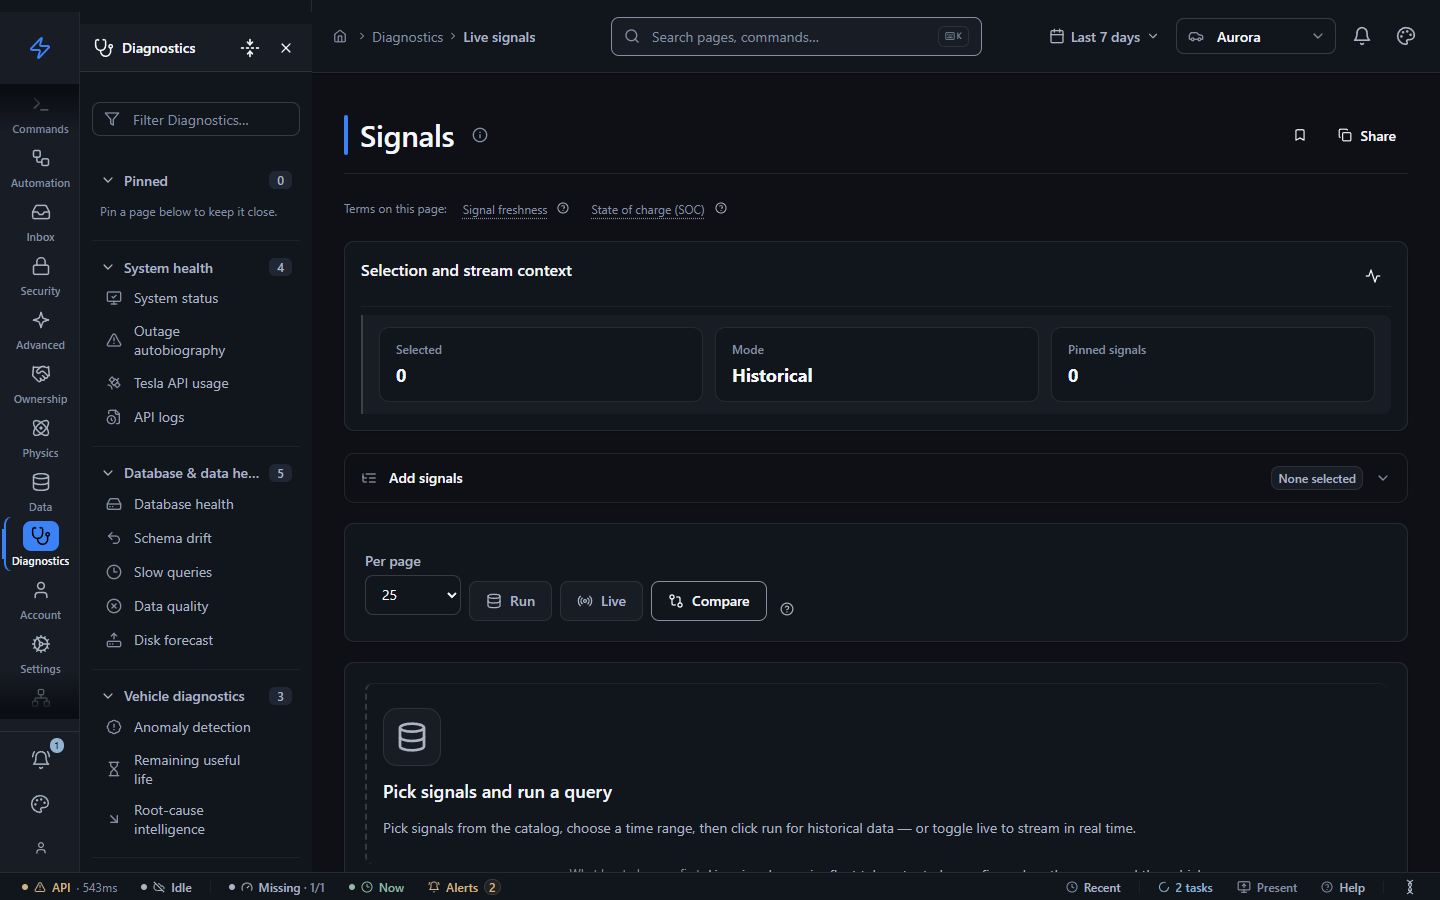 Diagnostics
Diagnostics
Live signals
Search pages, commands...
K
Last 7 days
Aurora
Commands
Automation
Inbox
Security
Advanced
Ownership
Physics
Data
Diagnostics
Account
Settings
1
Filter Diagnostics...
Pinned
0
Pin a page below to keep it close.
System health
4
System status
Outage
autobiography
Tesla API usage
API logs
Database & data he...
5
Database health
Schema drift
Slow queries
Data quality
Disk forecast
Vehicle diagnostics
3
Anomaly detection
Remaining useful
life
Root-cause
intelligence
Signals
Share
Terms on this page:
Signal freshness
State of charge (SOC)
Selection and stream context
Selected
0
Mode
Historical
Pinned signals
0
Add signals
None selected
Per page
25
Run
Live
Compare
Pick signals and run a query
Pick signals from the catalog, choose a time range, then click run for historical data — or toggle live to stream in real time.
API · 543ms
Idle
Missing · 1/1
Now
Alerts 2
Recent
2 tasks
Present
Help